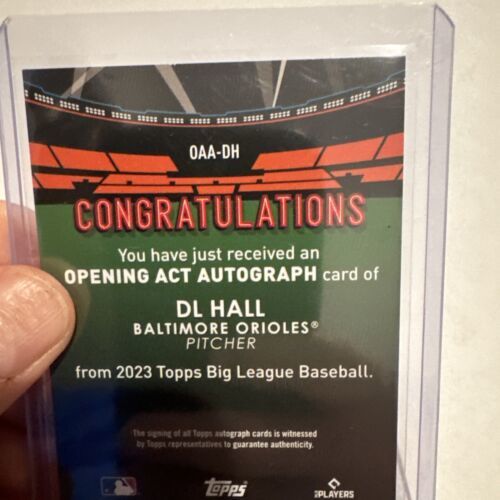 OAA-DH
CONGRATULATIONS
You have just received an
OPENING ACT AUTOGRAPH card of
DL HALL
BALTIMORE ORIOLES®
PITCHER
from 2023 Topps Big League Baseball.
The signing of all Topps autograph cards is witnessed
by Topps representatives to guarantee authenticity.
Topps
PLAYERS